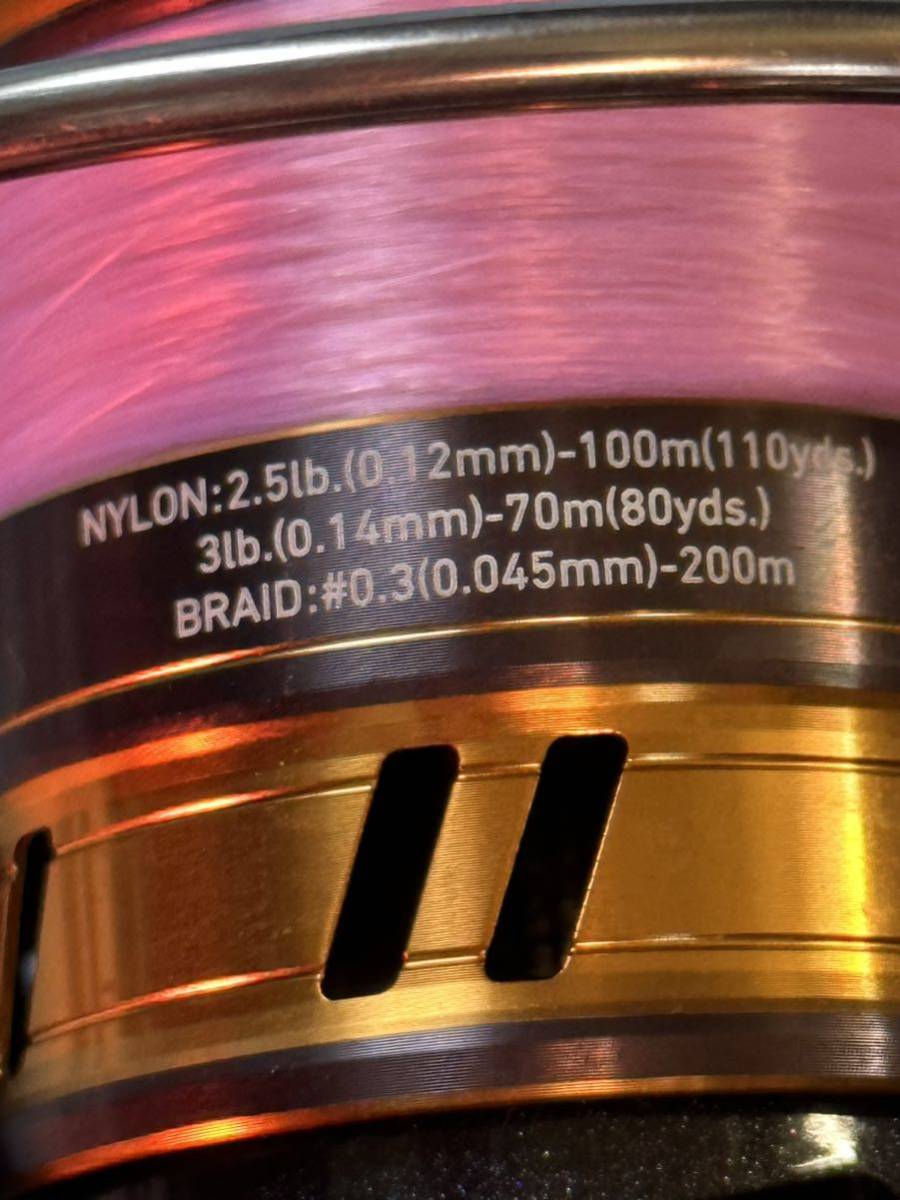 NYLON:2.5lb.(0.12mm)-100m(110yds.)
3lb.(0.14mm)-70m(80yds.)
BRAID:#0.3(0.045mm)-200m